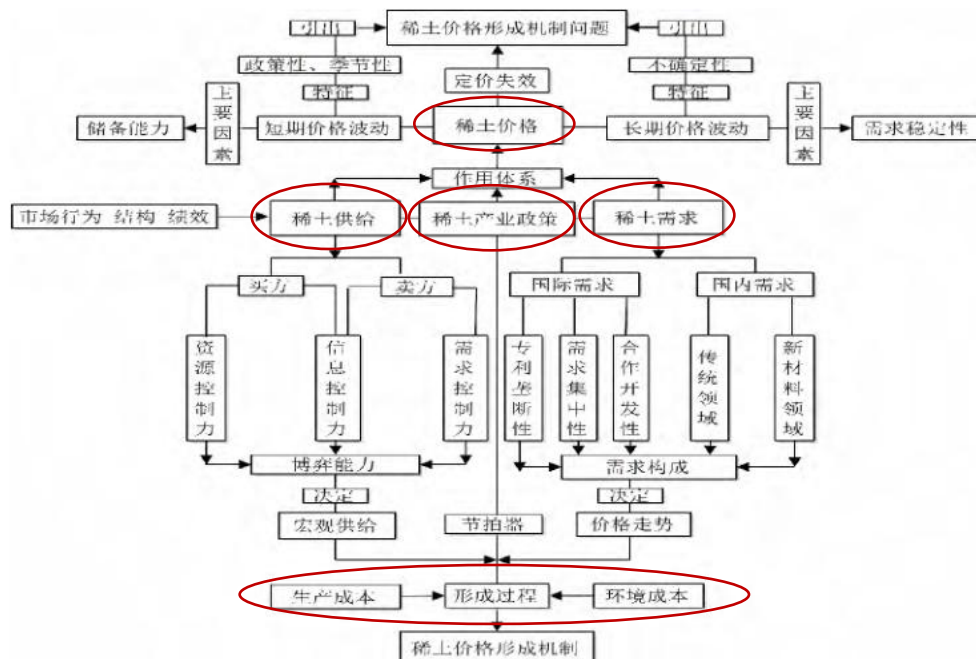 引出 稀土价格形成机制问题 引出
政策性、季节性 定价失效 不确定性
特征 特征
储备能力 主要因素 短期价格波动 稀土价格 长期价格波动 主要因素 需求稳定性
作用体系
市场行为 结构 绩效 稀土供给 稀土产业政策 稀土需求
买方 卖方 国际需求 国内需求
资源控制力 信息控制力 需求控制力 专利垄断性 需求集中性 合作开发性 传统领域 新材料领域
博弈能力 需求构成
决定 决定
宏观供给 节拍器 价格走势
生产成本 形成过程 环境成本
稀土价格形成机制